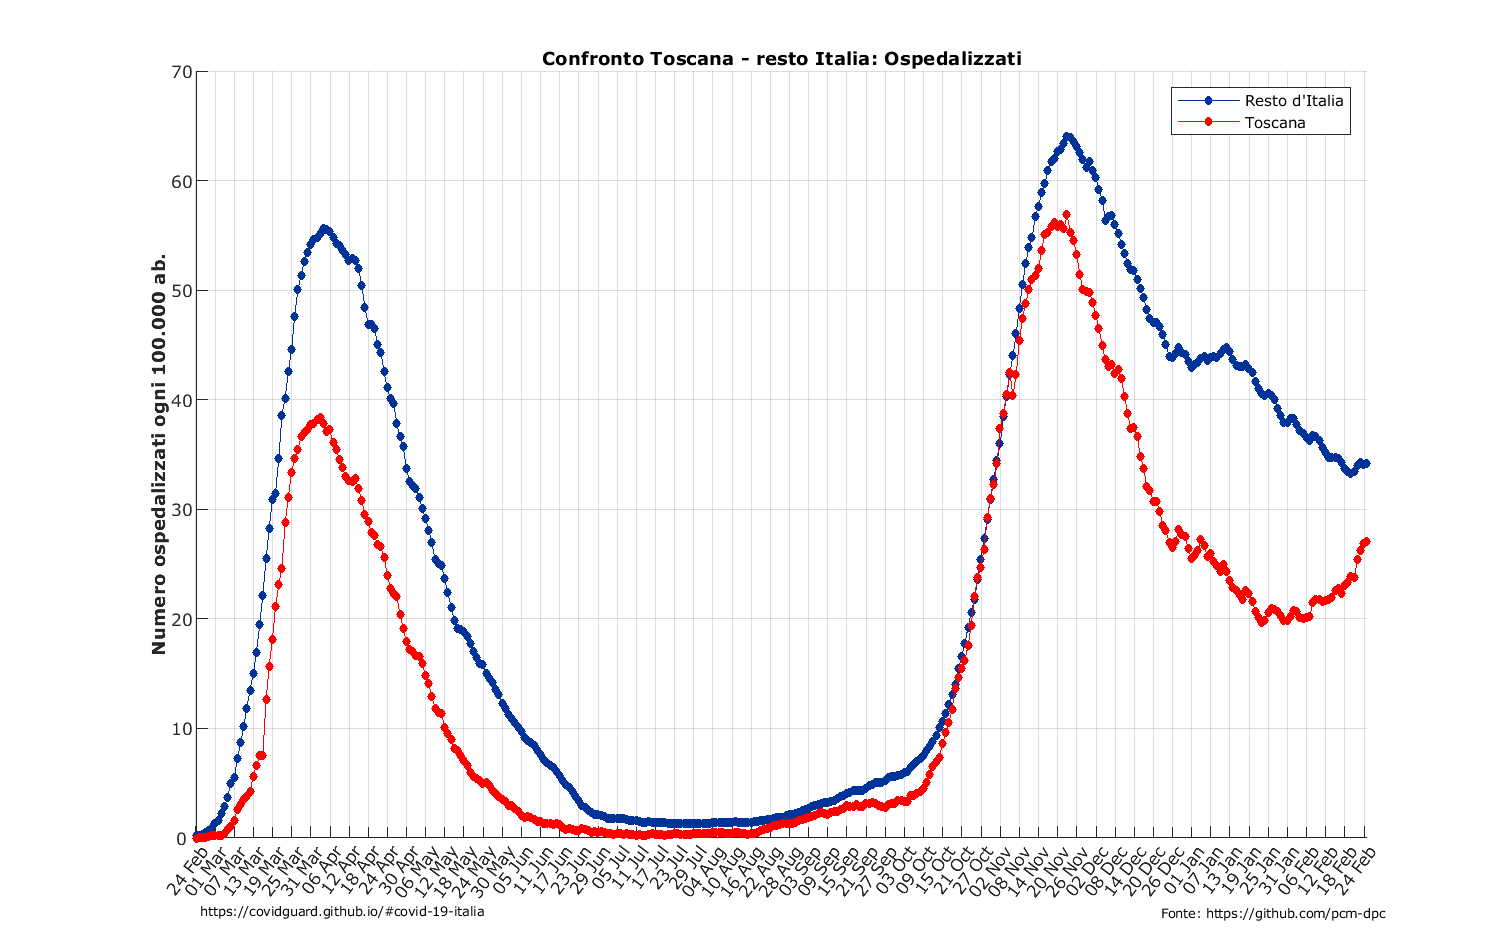 Confronto Toscana - resto Italia: Ospedalizzati
Numero ospedalizzati ogni 100.000 ab.
70
60
50
40
30
20
10
0
Resto d'Italia
Toscana
24 Feb
01 Mar
07 Mar
13 Mar
19 Mar
25 Mar
31 Mar
06 Apr
12 Apr
18 Apr
24 Apr
30 Apr
06 May
12 May
18 May
24 May
30 May
05 Jun
11 Jun
17 Jun
23 Jun
29 Jun
05 Jul
11 Jul
17 Jul
23 Jul
29 Jul
04 Aug
10 Aug
16 Aug
22 Aug
28 Aug
03 Sep
09 Sep
15 Sep
21 Sep
27 Sep
03 Oct
09 Oct
15 Oct
21 Oct
27 Oct
02 Nov
08 Nov
14 Nov
20 Nov
26 Nov
02 Dec
08 Dec
14 Dec
20 Dec
26 Dec
01 Jan
07 Jan
13 Jan
19 Jan
25 Jan
31 Jan
06 Feb
12 Feb
18 Feb
24 Feb
https://covidguard.github.io/#covid-19-italia
Fonte: https://github.com/pcm-dpc